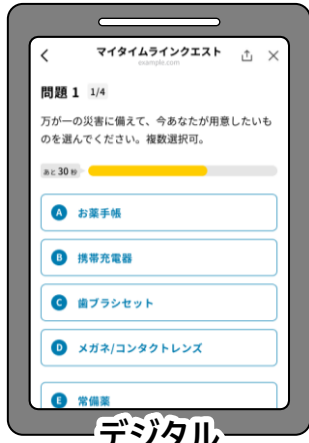 マイタイムラインクエスト
example.com
問題 1 1/4
万が一の災害に備えて、今あなたが用意したいも
のを選んでください。複数選択可。
あと 30 秒
A お薬手帳
B 携帯充電器
C 歯ブラシセット
D メガネ/コンタクトレンズ
E 常備薬
デジタル